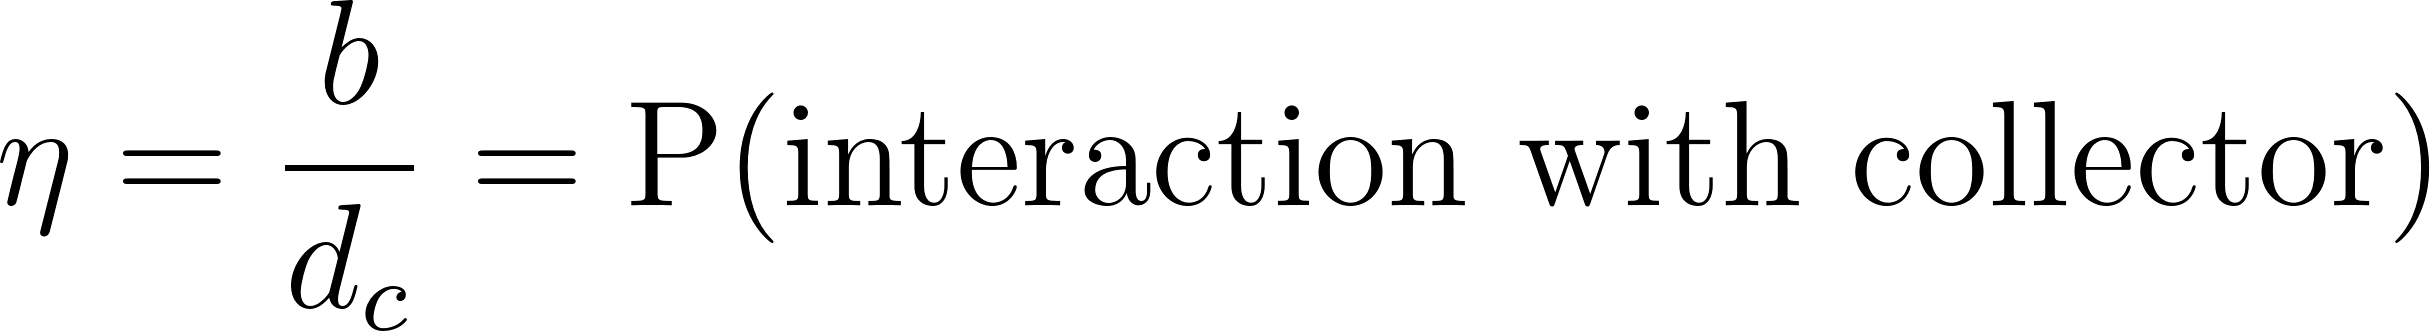 η = b/d_c = P(interaction with collector)